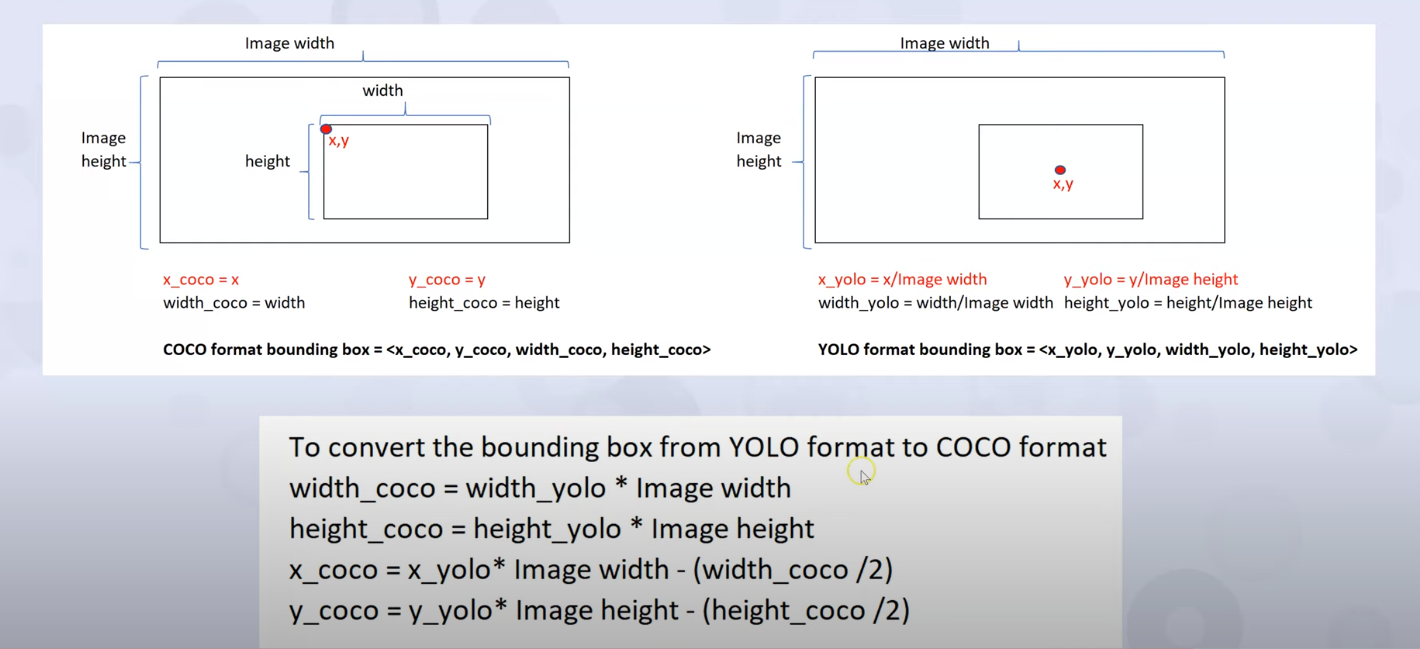 Image width
width
Image
height
height
x,y
x_coco = x
y_coco = y
width_coco = width
height_coco = height
COCO format bounding box = <x_coco, y_coco, width_coco, height_coco>
Image width
Image
height
x,y
x_yolo = x/Image width
y_yolo = y/Image height
width_yolo = width/Image width
height_yolo = height/Image height
YOLO format bounding box = <x_yolo, y_yolo, width_yolo, height_yolo>
To convert the bounding box from YOLO format to COCO format
width_coco = width_yolo * Image width
height_coco = height_yolo * Image height
x_coco = x_yolo* Image width - (width_coco /2)
y_coco = y_yolo* Image height - (height_coco /2)